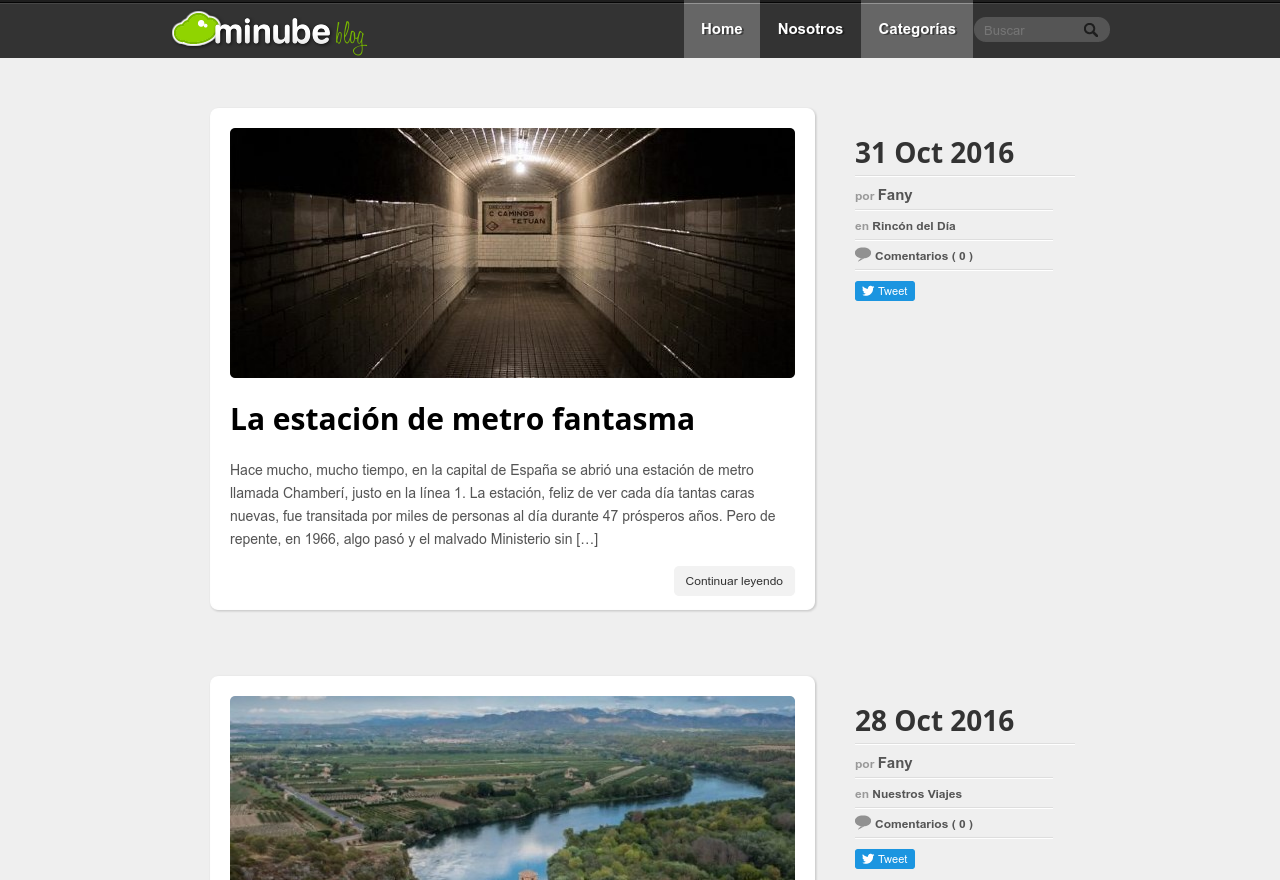 minube blog
Home
Nosotros
Categorías
Buscar
DIRECCION
C CAMINOS
TETUAN
31 Oct 2016
por Fany
en Rincón del Día
Comentarios ( 0 )
Tweet
La estación de metro fantasma
Hace mucho, mucho tiempo, en la capital de España se abrió una estación de metro
llamada Chamberí, justo en la línea 1. La estación, feliz de ver cada día tantas caras
nuevas, fue transitada por miles de personas al día durante 47 prósperos años. Pero de
repente, en 1966, algo pasó y el malvado Ministerio sin […]
Continuar leyendo
28 Oct 2016
por Fany
en Nuestros Viajes
Comentarios ( 0 )
Tweet